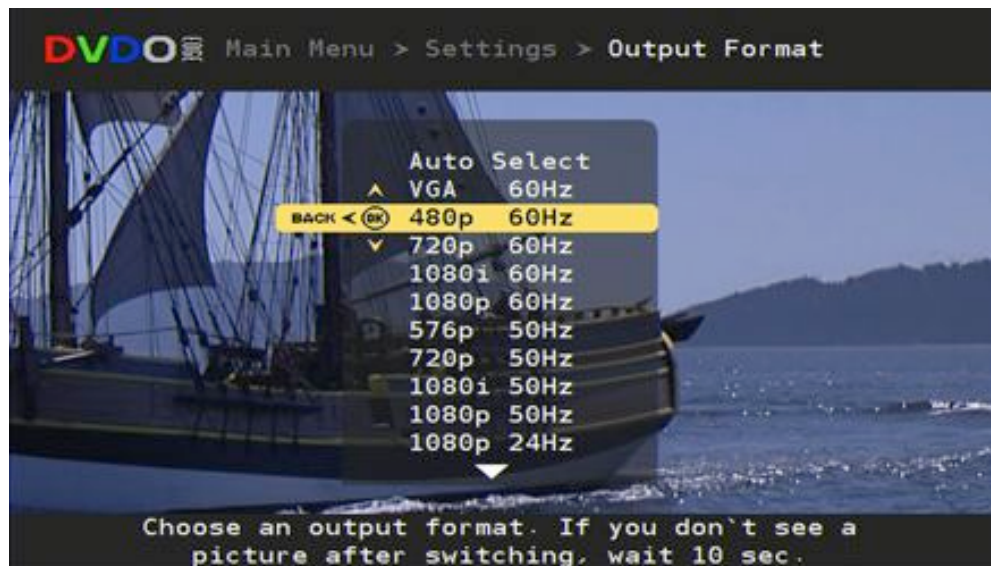 DVDO Main Menu > Settings > Output Format
Auto Select
VGA 60Hz
BACK < OK 480p 60Hz
720p 60Hz
1080i 60Hz
1080p 60Hz
576p 50Hz
720p 50Hz
1080i 50Hz
1080p 50Hz
1080p 24Hz
Choose an output format. If you don`t see a
picture after switching, wait 10 sec.